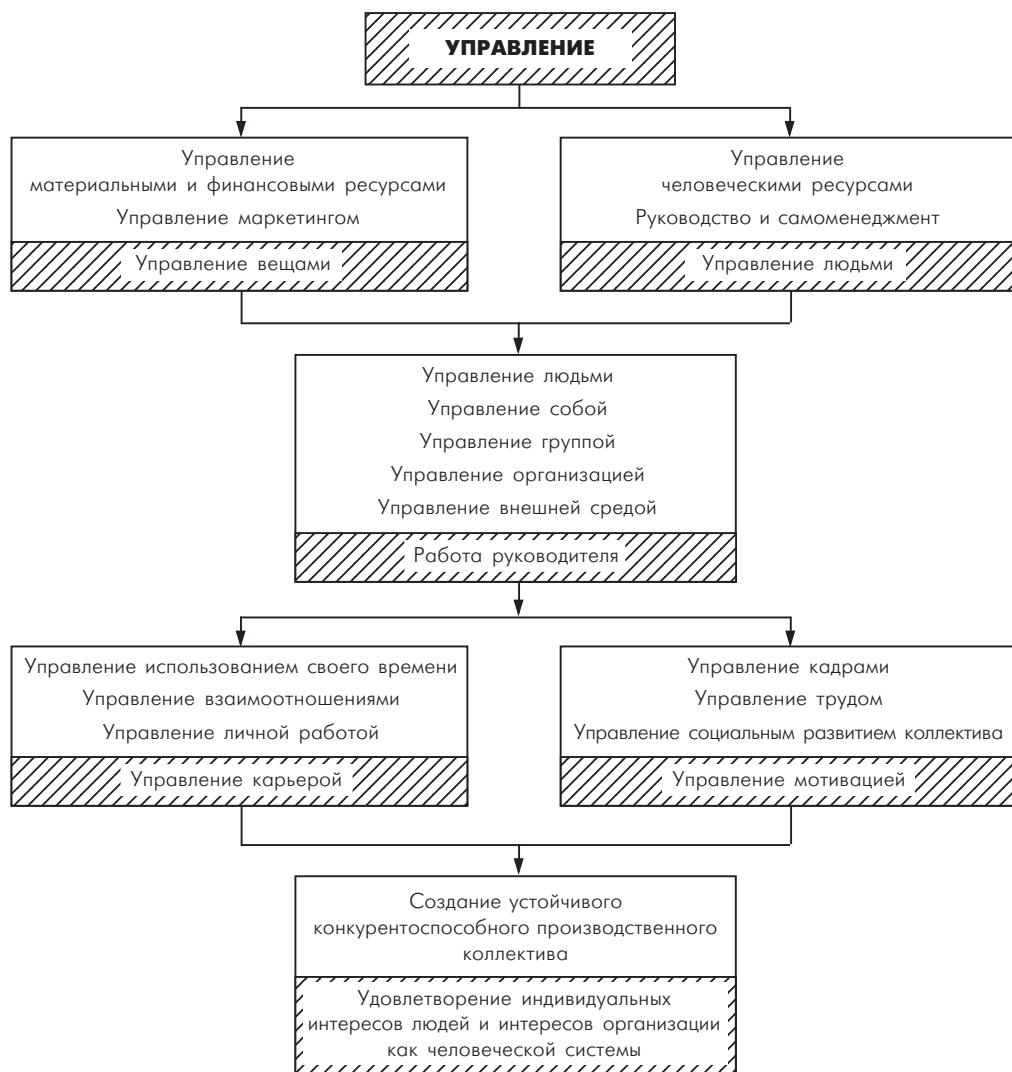 УПРАВЛЕНИЕ
Управление
материальными и финансовыми ресурсами
Управление маркетингом
Управление вещами
Управление
человеческими ресурсами
Руководство и самоменеджмент
Управление людьми
Управление людьми
Управление собой
Управление группой
Управление организацией
Управление внешней средой
Работа руководителя
Управление использованием своего времени
Управление взаимоотношениями
Управление личной работой
Управление карьерой
Управление кадрами
Управление трудом
Управление социальным развитием коллектива
Управление мотивацией
Создание устойчивого
конкурентоспособного производственного
коллектива
Удовлетворение индивидуальных
интересов людей и интересов организации
как человеческой системы